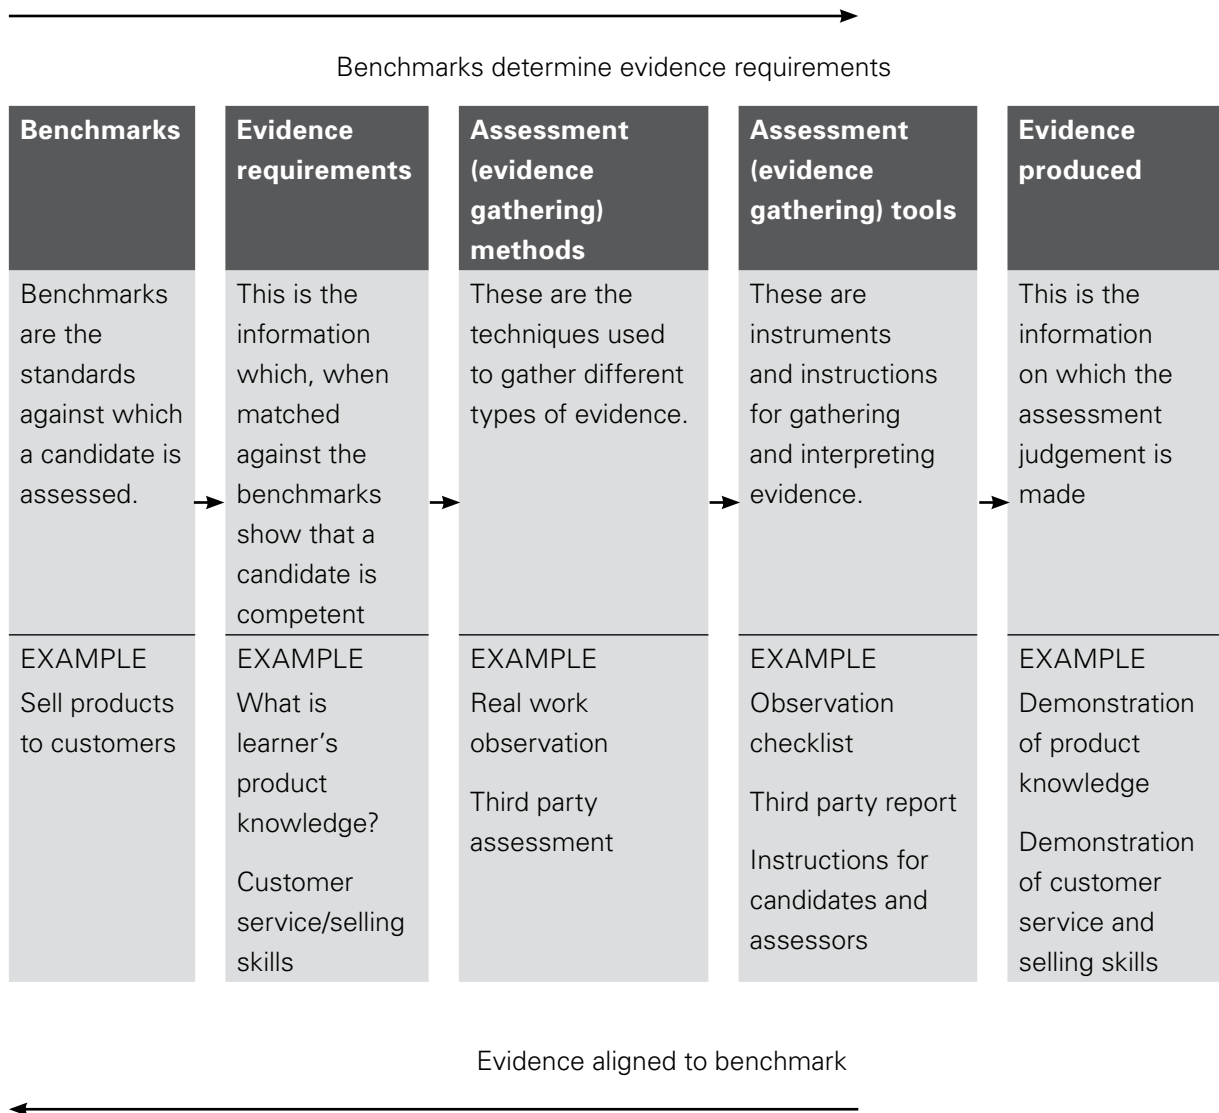 Benchmarks determine evidence requirements
Benchmarks
Benchmarks
are the
standards
against which
a candidate is
assessed.
EXAMPLE
Sell products
to customers
Evidence
requirements
This is the
information
which, when
matched
against the
benchmarks
show that a
candidate is
competent
EXAMPLE
What is
learner’s
product
knowledge?
Customer
service/selling
skills
Assessment
(evidence
gathering)
methods
These are the
techniques used
to gather different
types of evidence.
EXAMPLE
Real work
observation
Third party
assessment
Assessment
(evidence
gathering) tools
These are
instruments
and instructions
for gathering
and interpreting
evidence.
EXAMPLE
Observation
checklist
Third party report
Instructions for
candidates and
assessors
Evidence
produced
This is the
information
on which the
assessment
judgement is
made
EXAMPLE
Demonstration
of product
knowledge
Demonstration
of customer
service and
selling skills
Evidence aligned to benchmark